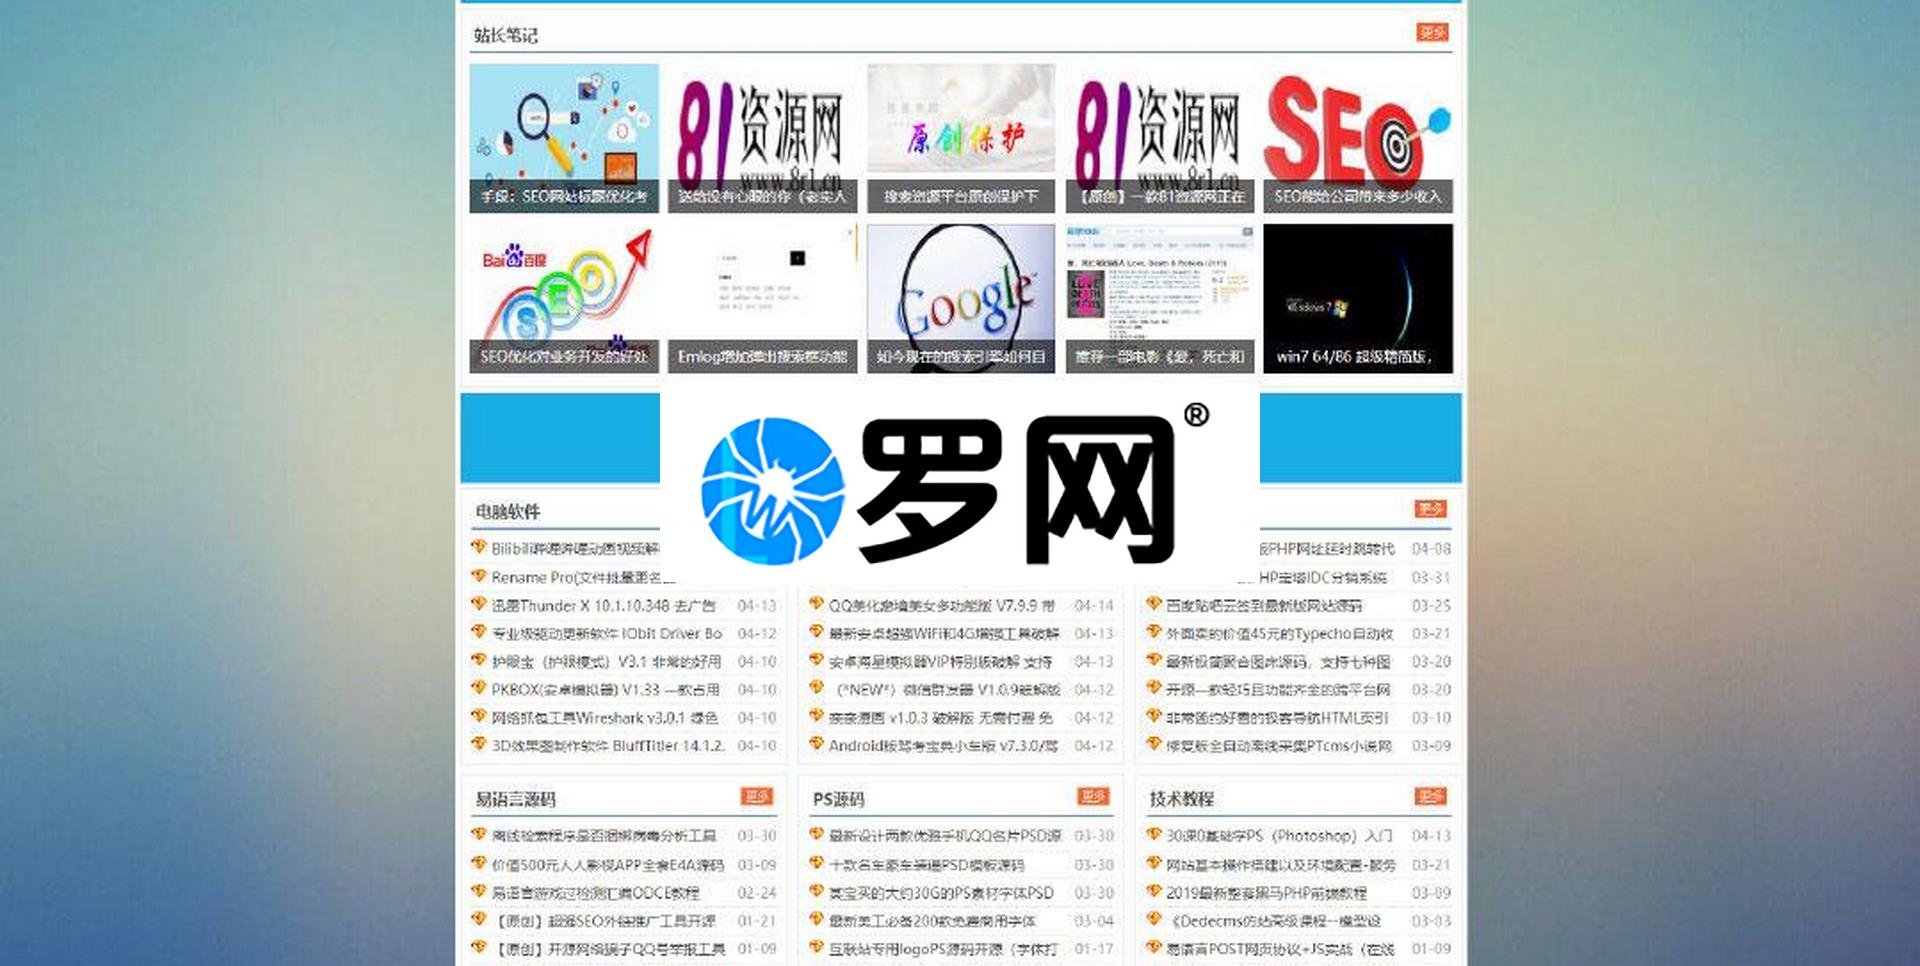 站长笔记
更多
81资源网
www.8r1.cn
原创保护
81资源网
www.8r1.cn
SEO
手段：SEO网站标题优化考
送给没有心眼的你（老实人
搜索资源平台原创保护下
【原创】一款81资源网正在
SEO能给公司带来多少收入
Bai百度
SEO
Google
Love, Death & Robots (2019)
windows 7
SEO优化对业务开发的好处
Emlog增加弹出搜索框功能
如今现在的搜索引擎如何自
推荐一部电影《爱，死亡和
win7 64/86 超级精简版，
罗网®
电脑软件
更多
Bilibili哔哩哔哩动画视频解
Rename Pro(文件批量更名
迅雷Thunder X 10.1.10.348 去广告 04-13
专业级驱动更新软件 IObit Driver Bo 04-12
护眼宝（护眼模式）V3.1 非常的好用 04-10
PKBOX(安卓模拟器) V1.33 一款占用 04-10
网络抓包工具Wireshark v3.0.1 绿色 04-10
3D效果图制作软件 BluffTitler 14.1.2. 04-10
QQ美化意境美女多功能版 V7.9.9 带 04-14
最新安卓超强WiFi和4G增强工具破解 04-13
安卓海星模拟器VIP特别版破解 支持 04-13
（*NEW*）微信群发器 V1.0.9破解版 04-12
亲亲漫画 v1.0.3 破解版 无需付费 免 04-12
Android版驾考宝典小车版 v7.3.0/驾 04-12
PHP网址延时跳转代 04-08
HP宝塔IDC分销系统 03-31
百度贴吧云签到最新版网站源码 03-25
外面卖的价值45元的Typecho自动收 03-21
最新极简聚合图床源码，支持七种图 03-20
开源一款轻巧且功能齐全的跨平台网 03-20
非常简约好看的极客导航HTML页引 03-10
修复版全自动离线采集PTcms小说网 03-09
易语言源码
更多
离线检索程序是否捆绑病毒分析工具 03-30
价值500元人人影视APP全套E4A源码 03-09
易语言游戏过检测汇编ODCE教程 02-24
【原创】超强SEO外链推广工具开源 01-21
【原创】开源网络骗子QQ号举报工具 01-09
PS源码
更多
最新设计两款优雅手机QQ名片PSD源 03-30
十款名车豪车装逼PSD模板源码 03-30
某宝买的大约30G的PS素材字体PSD 03-30
最新美工必备200款免费商用字体 03-04
互联站专用logoPS源码开源（字体打 01-17
技术教程
更多
30课0基础学PS（Photoshop）入门 04-13
网站基本操作搭建以及环境配置-服务 03-21
2019最新整套黑马PHP前端教程 03-09
《Dedecms仿站高级课程--模型设 03-03
易语言POST网页协议+JS实战（在线 01-09